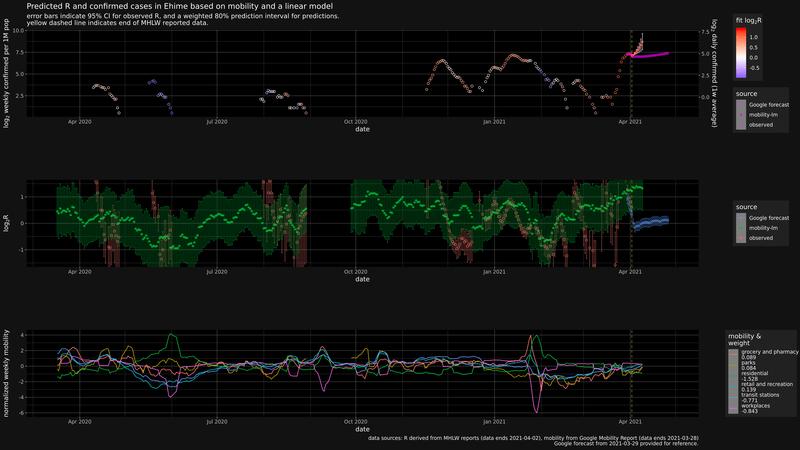 Predicted R and confirmed cases in Ehime based on mobility and a linear model
error bars indicate 95% CI for observed R, and a weighted 80% prediction interval for predictions.
yellow dashed line indicates end of MHLW reported data.
log2 weekly confirmed per 1M pop
10.0
7.5
5.0
2.5
Apr 2020
Jul 2020
Oct 2020
Jan 2021
Apr 2021
date
7.5
5.0
2.5
0.0
log2 daily confirmed (1w average)
fit log2R
1.5
1.0
0.5
0.0
-0.5
source
Google forecast
mobility-lm
observed
log2R
1
0
-1
Apr 2020
Jul 2020
Oct 2020
Jan 2021
Apr 2021
date
source
Google forecast
mobility-lm
observed
normalized weekly mobility
4
2
0
-2
-4
-6
Apr 2020
Jul 2020
Oct 2020
Jan 2021
Apr 2021
date
mobility &
weight
grocery and pharmacy
0.089
parks
0.084
residential
-1.528
retail and recreation
0.139
transit stations
-0.771
workplaces
-0.843
data sources: R derived from MHLW reports (data ends 2021-04-02), mobility from Google Mobility Report (data ends 2021-03-28)
Google forecast from 2021-03-29 provided for reference.